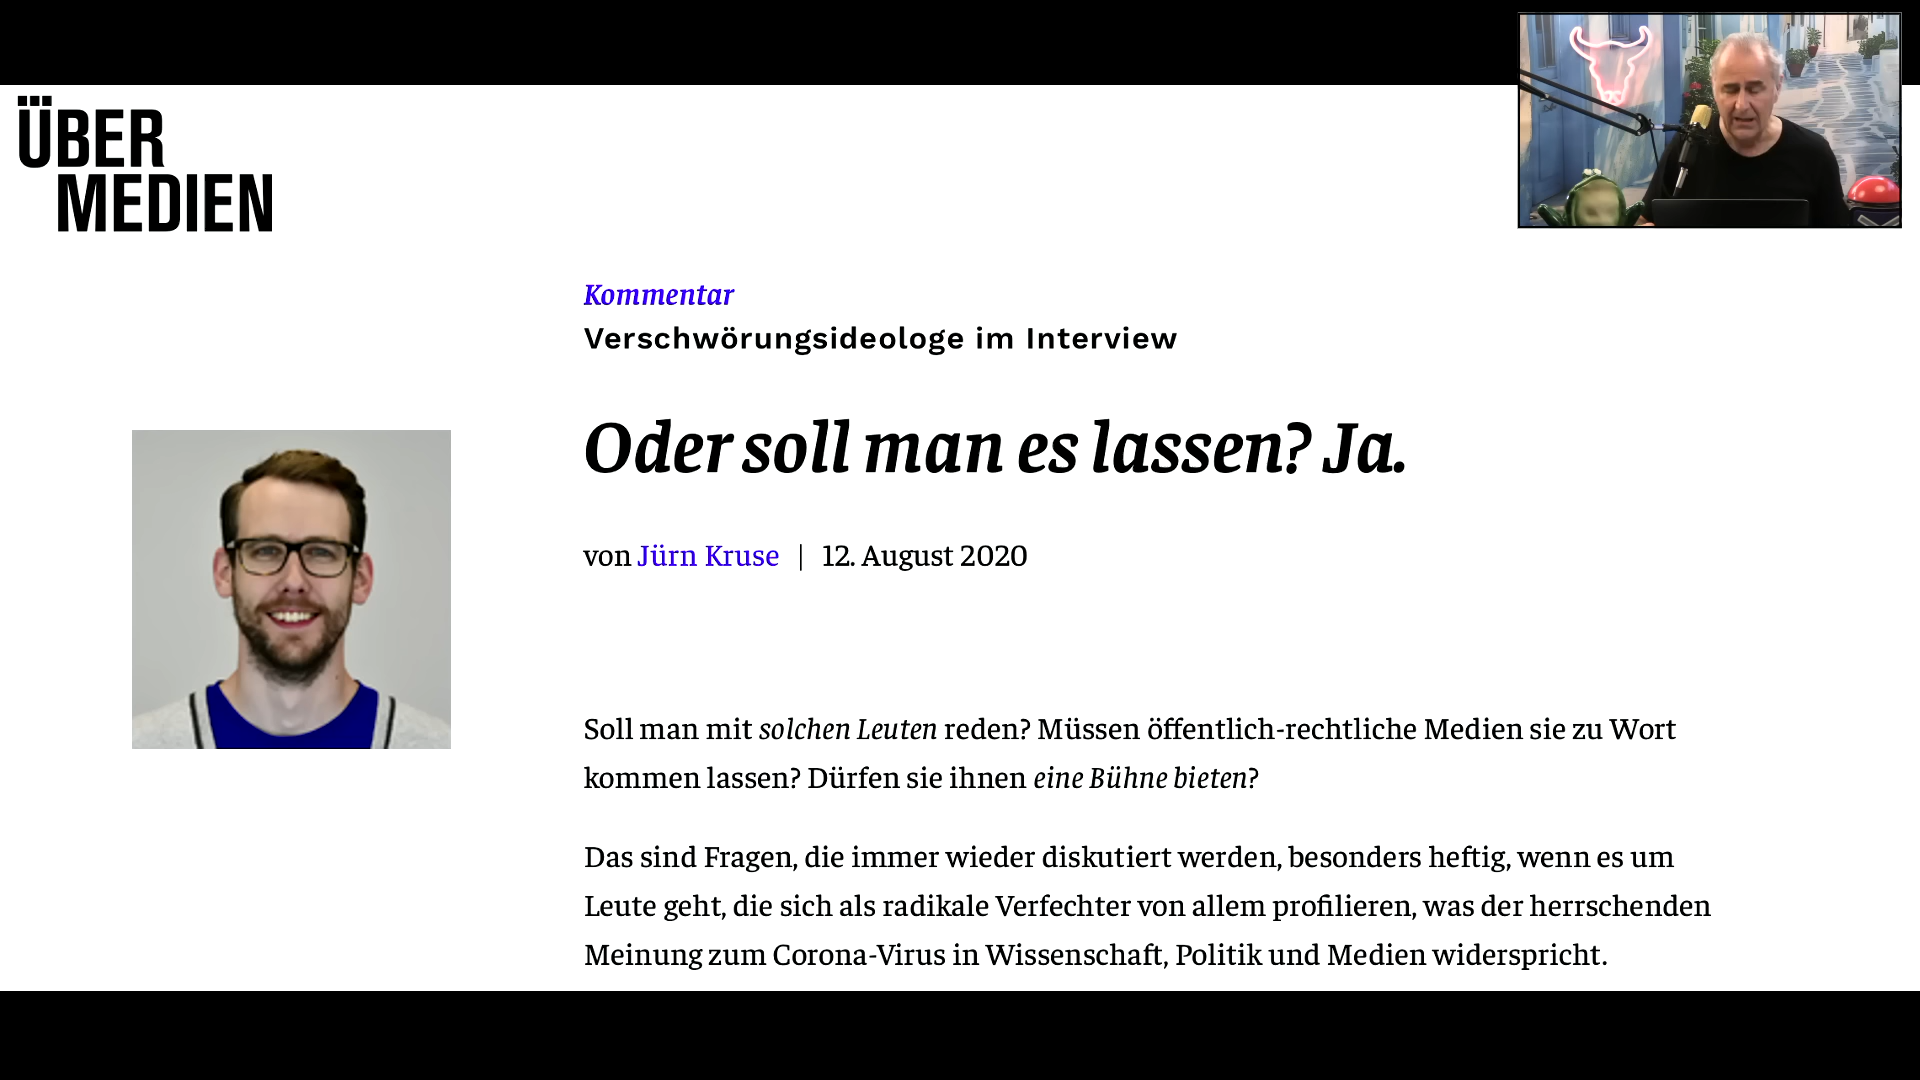 ÜBER
MEDIEN
Kommentar
Verschwörungsideologe im Interview
Oder soll man es lassen? Ja.
von Jürn Kruse | 12. August 2020
Soll man mit solchen Leuten reden? Müssen öffentlich-rechtliche Medien sie zu Wort
kommen lassen? Dürfen sie ihnen eine Bühne bieten?
Das sind Fragen, die immer wieder diskutiert werden, besonders heftig, wenn es um
Leute geht, die sich als radikale Verfechter von allem profilieren, was der herrschenden
Meinung zum Corona-Virus in Wissenschaft, Politik und Medien widerspricht.